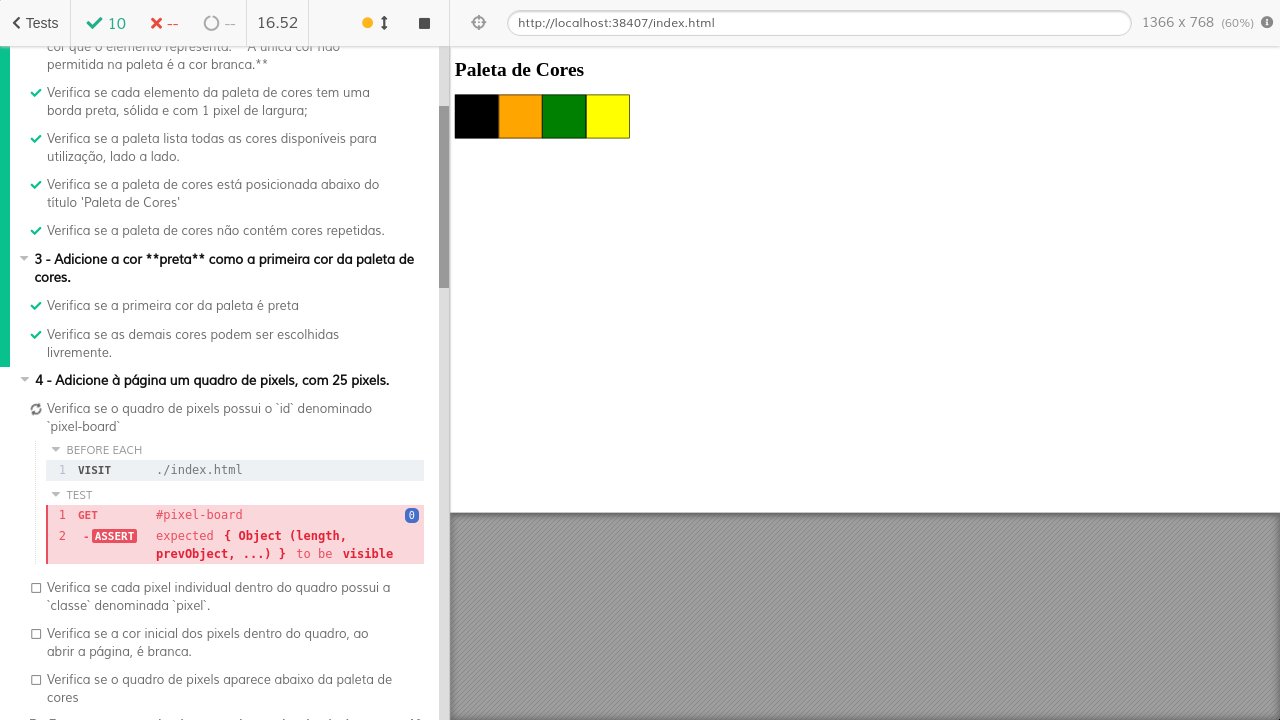 Tests
10
--
--
16.52
http://localhost:38407/index.html
1366 x 768 (60%)
cor que o elemento representa. **A única cor não
permitida na paleta é a cor branca.**
Verifica se cada elemento da paleta de cores tem uma
borda preta, sólida e com 1 pixel de largura;
Verifica se a paleta lista todas as cores disponíveis para
utilização, lado a lado.
Verifica se a paleta de cores está posicionada abaixo do
título 'Paleta de Cores'
Verifica se a paleta de cores não contém cores repetidas.
3 - Adicione a cor **preta** como a primeira cor da paleta de
cores.
Verifica se a primeira cor da paleta é preta
Verifica se as demais cores podem ser escolhidas
livremente.
4 - Adicione à página um quadro de pixels, com 25 pixels.
Verifica se o quadro de pixels possui o `id` denominado
`pixel-board`
BEFORE EACH
1 VISIT ./index.html
TEST
1 GET #pixel-board 0
2 -ASSERT expected { Object (length,
prevObject, ...) } to be visible
Verifica se cada pixel individual dentro do quadro possui a
`classe` denominada `pixel`.
Verifica se a cor inicial dos pixels dentro do quadro, ao
abrir a página, é branca.
Verifica se o quadro de pixels aparece abaixo da paleta de
cores
Paleta de Cores